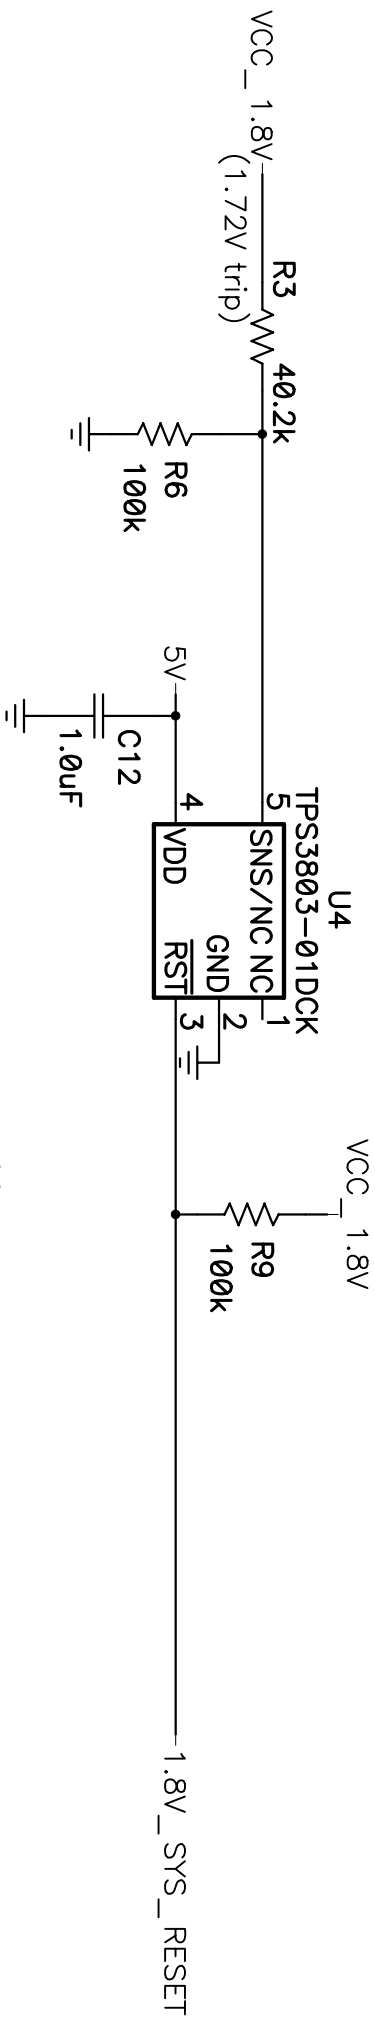 VCC_1.8V
(1.72V trip)
R3
40.2k
R6
100k
5V
C12
1.0uF
U4
TPS3803-01DCK
5
SNS/NC
NC
1
4
VDD
GND
2
RST
3
VCC_1.8V
R9
100k
1.8V_SYS_RESET